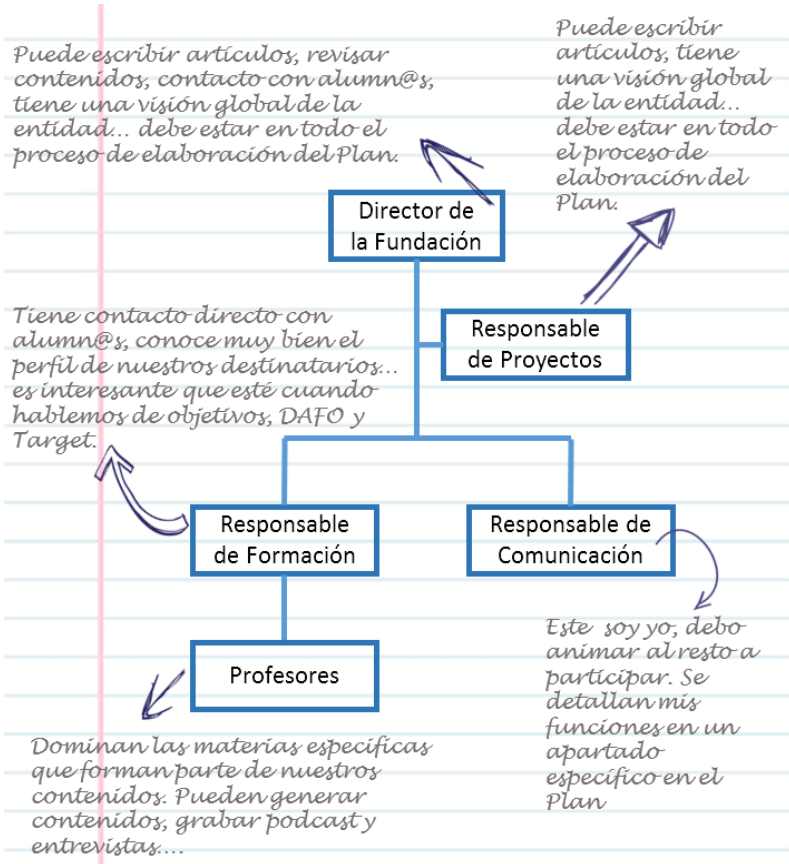 Puede escribir artículos, revisar
contenidos, contacto con alumn@s,
tiene una visión global de la
entidad... debe estar en todo el
proceso de elaboración del Plan.
Puede escribir
artículos, tiene
una visión global
de la entidad...
debe estar en todo
el proceso de
elaboración del
Plan.
Director de
la Fundación
Responsable
de Proyectos
Tiene contacto directo con
alumn@s, conoce muy bien el
perfil de nuestros destinatarios...
es interesante que esté cuando
hablemos de objetivos, DAFO y
Target.
Responsable
de Formación
Responsable de
Comunicación
Este soy yo, debo
animar al resto a
participar. Se
detallan mis
funciones en un
apartado
específico en el
Plan
Profesores
Dominan las materias específicas
que forman parte de nuestros
contenidos. Pueden generar
contenidos, grabar podcast y
entrevistas....